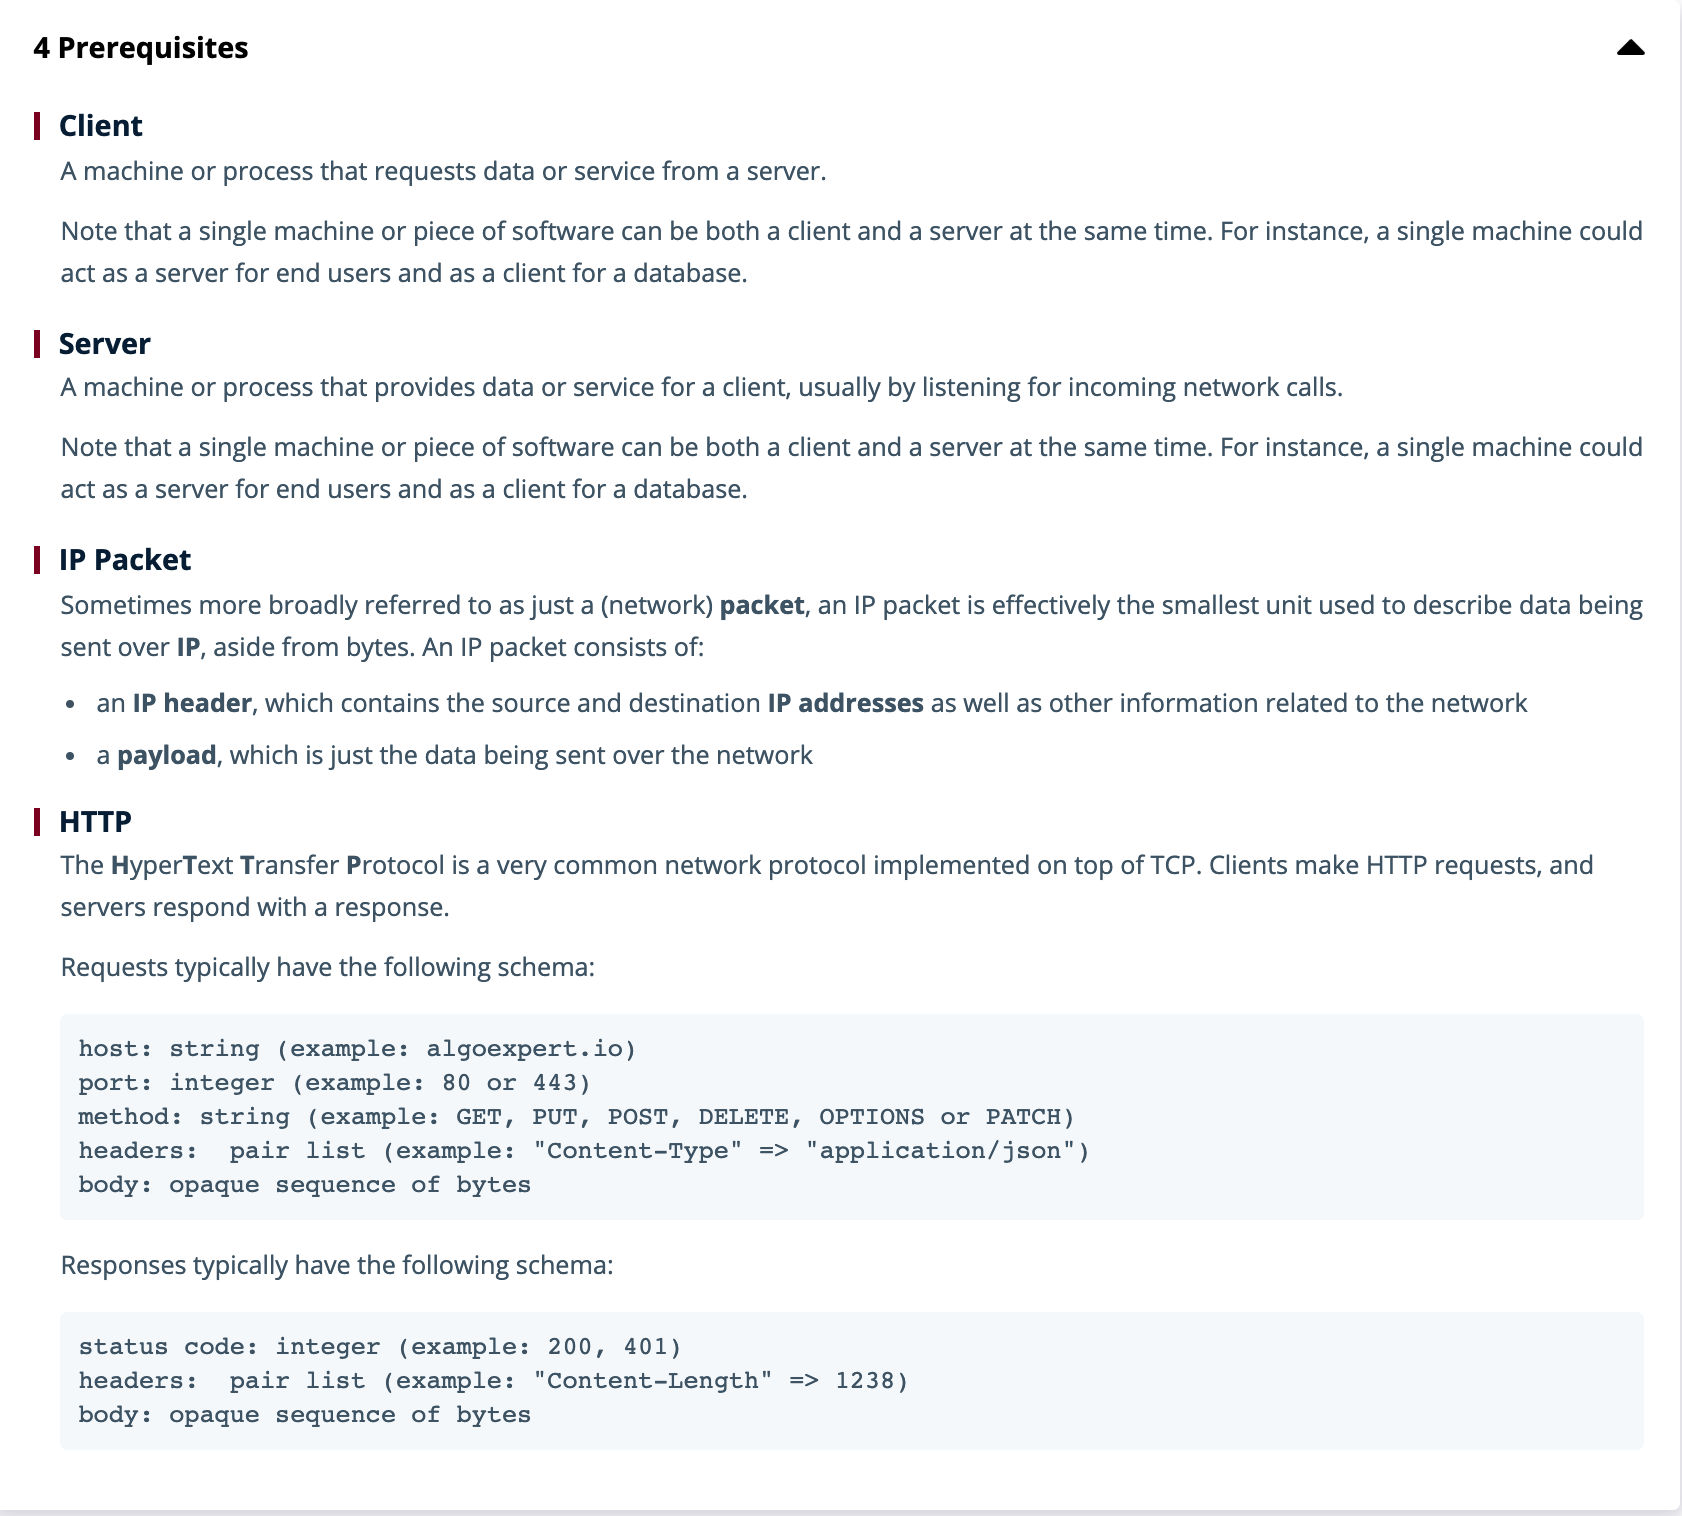 4 Prerequisites
Client
A machine or process that requests data or service from a server.
Note that a single machine or piece of software can be both a client and a server at the same time. For instance, a single machine could
act as a server for end users and as a client for a database.
Server
A machine or process that provides data or service for a client, usually by listening for incoming network calls.
Note that a single machine or piece of software can be both a client and a server at the same time. For instance, a single machine could
act as a server for end users and as a client for a database.
IP Packet
Sometimes more broadly referred to as just a (network) packet, an IP packet is effectively the smallest unit used to describe data being
sent over IP, aside from bytes. An IP packet consists of:
• an IP header, which contains the source and destination IP addresses as well as other information related to the network
• a payload, which is just the data being sent over the network
HTTP
The HyperText Transfer Protocol is a very common network protocol implemented on top of TCP. Clients make HTTP requests, and
servers respond with a response.
Requests typically have the following schema:
host: string (example: algoexpert.io)
port: integer (example: 80 or 443)
method: string (example: GET, PUT, POST, DELETE, OPTIONS or PATCH)
headers:  pair list (example: "Content-Type" => "application/json")
body: opaque sequence of bytes
Responses typically have the following schema:
status code: integer (example: 200, 401)
headers:  pair list (example: "Content-Length" => 1238)
body: opaque sequence of bytes